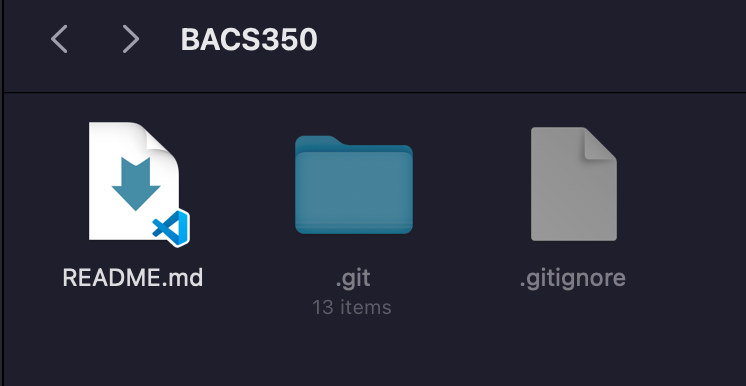 BACS350
README.md
.git
13 items
.gitignore